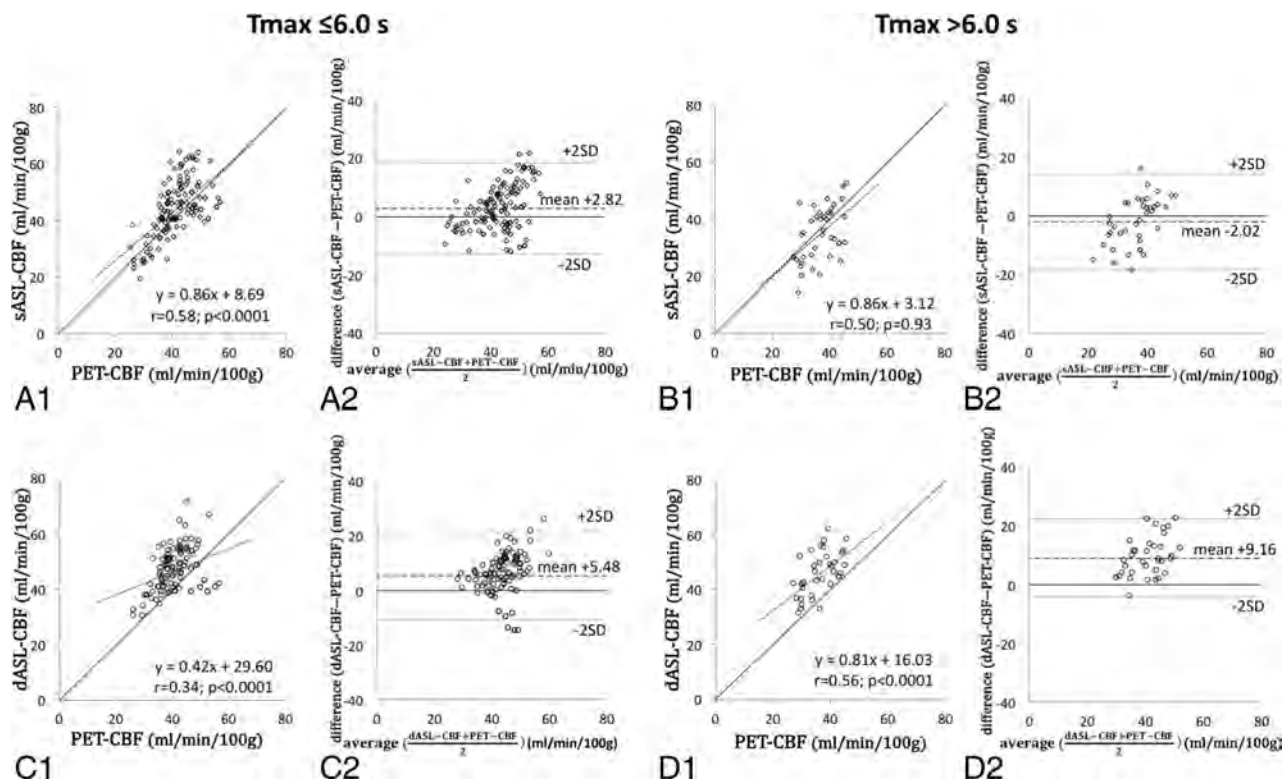 Tmax ≤6.0 s
Tmax >6.0 s
sASL-CBF (ml/min/100g)
80
60
40
20
0
y = 0.86x + 8.69
r=0.58; p<0.0001
0 20 40 60 80
PET-CBF (ml/min/100g)
A1
difference (sASL-CBF−PET-CBF) (ml/min/100g)
40
20
0
-20
-40
+2SD
mean +2.82
-2SD
0 20 40 60 80
average (sASL-CBF+PET-CBF/2) (ml/min/100g)
A2
sASL-CBF (ml/min/100g)
80
60
40
20
0
y = 0.86x + 3.12
r=0.50; p=0.93
0 20 40 60 80
PET-CBF (ml/min/100g)
B1
difference (sASL-CBF−PET-CBF) (ml/min/100g)
40
20
0
-20
-40
+2SD
mean -2.02
-2SD
0 20 40 60 80
average (sASL-CBF+PET-CBF/2) (ml/min/100g)
B2
dASL-CBF (ml/min/100g)
80
60
40
20
0
y = 0.42x + 29.60
r=0.34; p<0.0001
0 20 40 60 80
PET-CBF (ml/min/100g)
C1
difference (dASL-CBF−PET-CBF) (ml/min/100g)
40
20
0
-20
-40
+2SD
mean +5.48
-2SD
0 20 40 60 80
average (dASL-CBF+PET-CBF/2) (ml/min/100g)
C2
dASL-CBF (ml/min/100g)
80
60
40
20
0
y = 0.81x + 16.03
r=0.56; p<0.0001
0 20 40 60 80
PET-CBF (ml/min/100g)
D1
difference (dASL-CBF−PET-CBF) (ml/min/100g)
40
20
0
-20
-40
+2SD
mean +9.16
-2SD
0 20 40 60 80
average (dASL-CBF+PET-CBF/2) (ml/min/100g)
D2